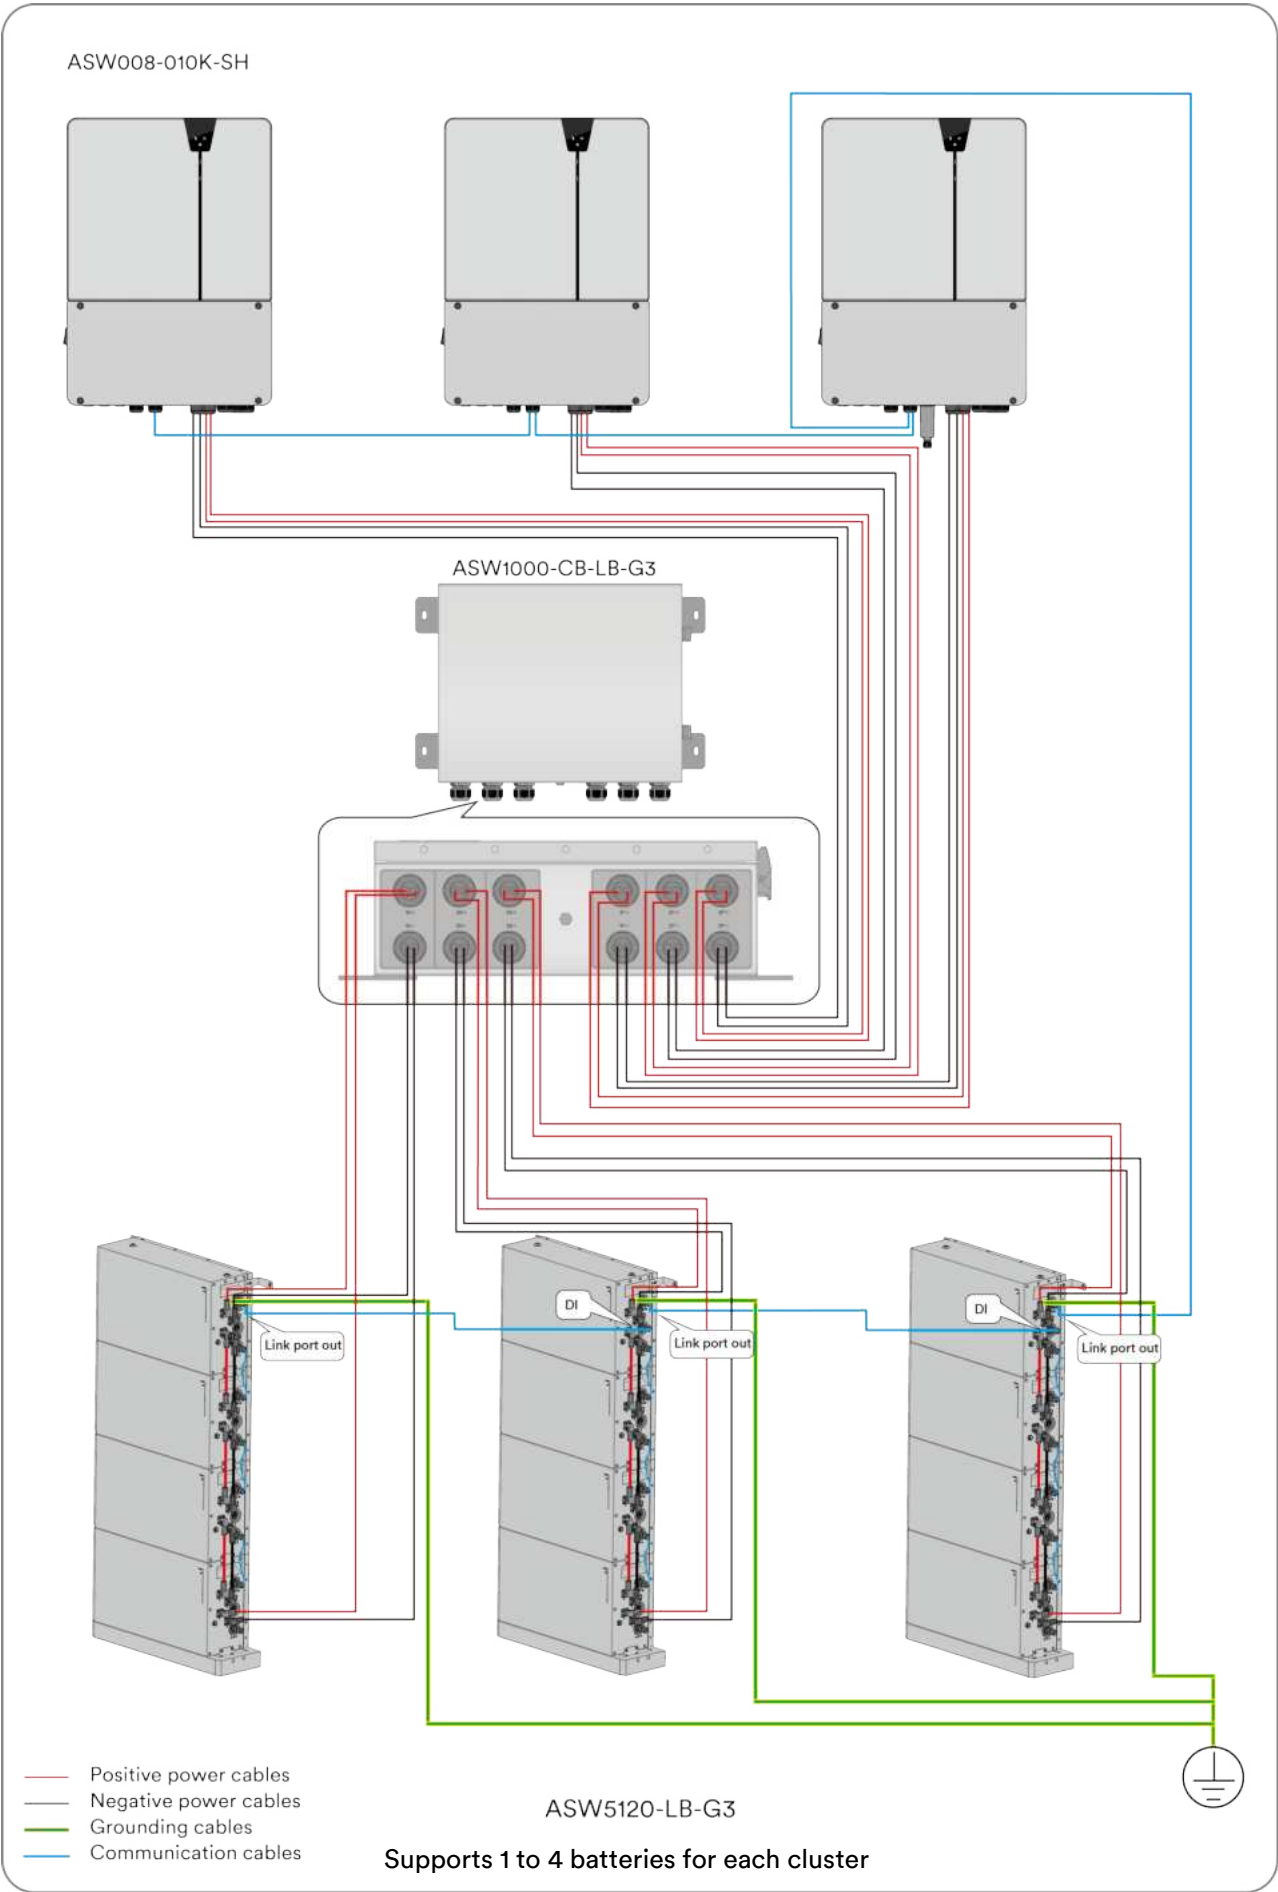 ASW008-010K-SH
ASW1000-CB-LB-G3
DI
DI
Link port out
Link port out
Link port out
Positive power cables
Negative power cables
Grounding cables
Communication cables
ASW5120-LB-G3
Supports 1 to 4 batteries for each cluster